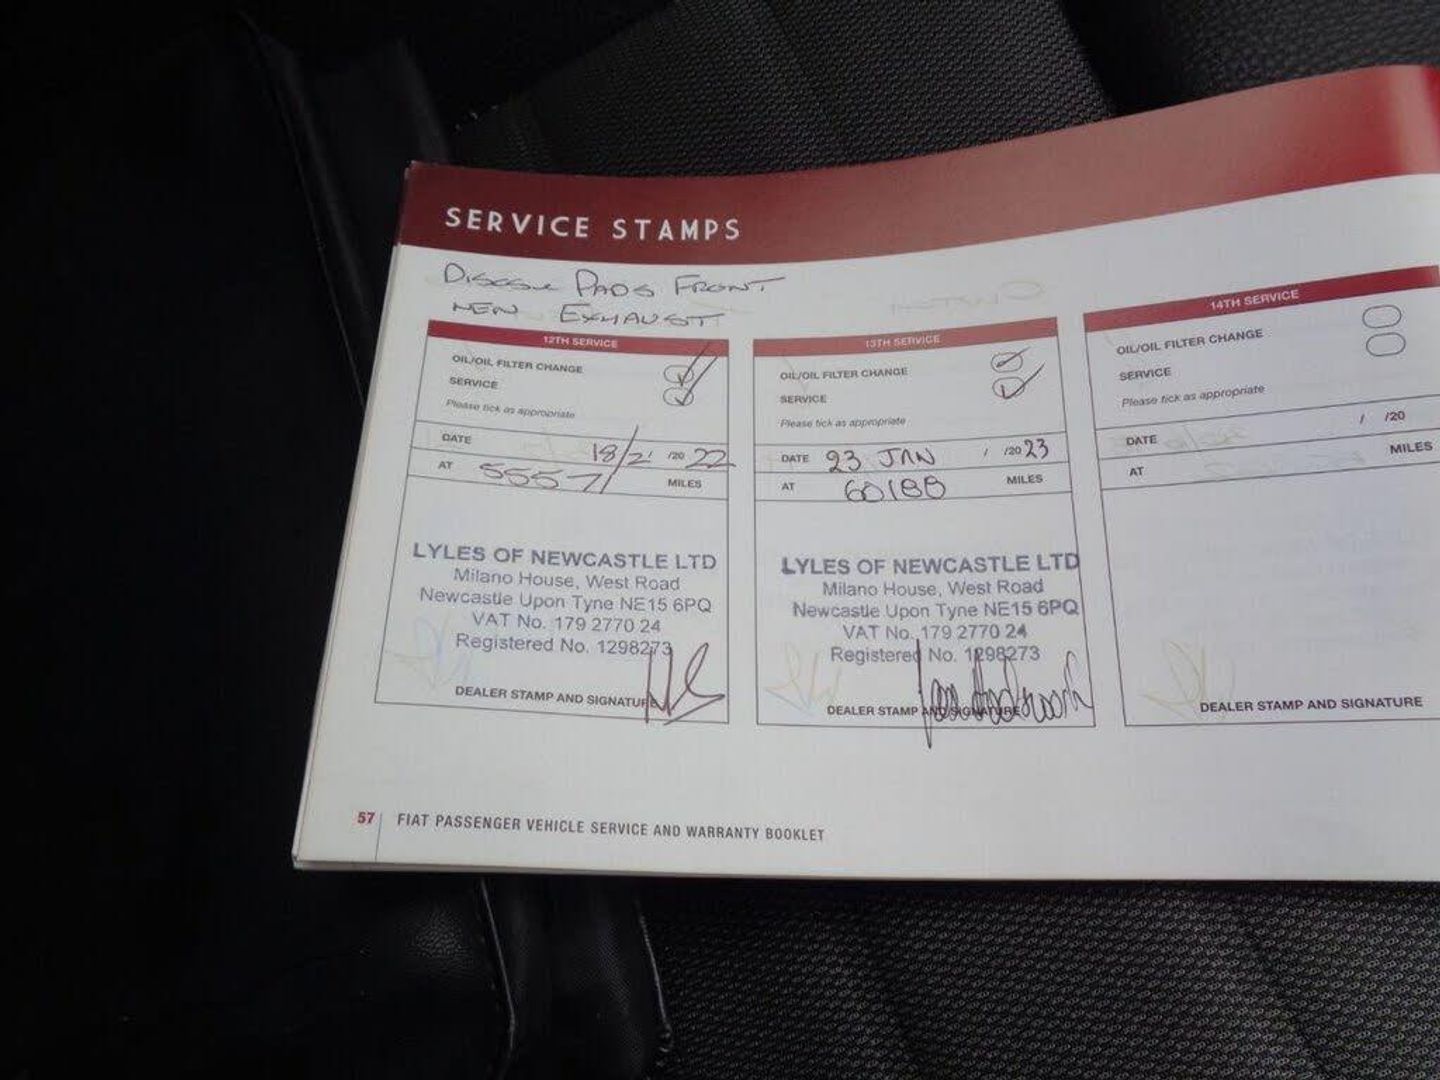 SERVICE STAMPS
PADS FRONT
NEW EXHAUST
12TH SERVICE
OIL/OIL FILTER CHANGE
SERVICE
Please tick as appropriate
DATE 18/2/ /20 22
AT 55571 MILES
LYLES OF NEWCASTLE LTD
Milano House, West Road
Newcastle Upon Tyne NE15 6PQ
VAT No. 179 2770 24
Registered No. 1298273
DEALER STAMP AND SIGNATURE
13TH SERVICE
OIL/OIL FILTER CHANGE
SERVICE
Please tick as appropriate
DATE 23 JAN / /20 23
AT 60188 MILES
LYLES OF NEWCASTLE LTD
Milano House, West Road
Newcastle Upon Tyne NE15 6PQ
VAT No. 179 2770 24
Registered No. 1298273
DEALER STAMP AND SIGNATURE
14TH SERVICE
OIL/OIL FILTER CHANGE
SERVICE
Please tick as appropriate
DATE / /20
AT MILES
DEALER STAMP AND SIGNATURE
57 FIAT PASSENGER VEHICLE SERVICE AND WARRANTY BOOKLET